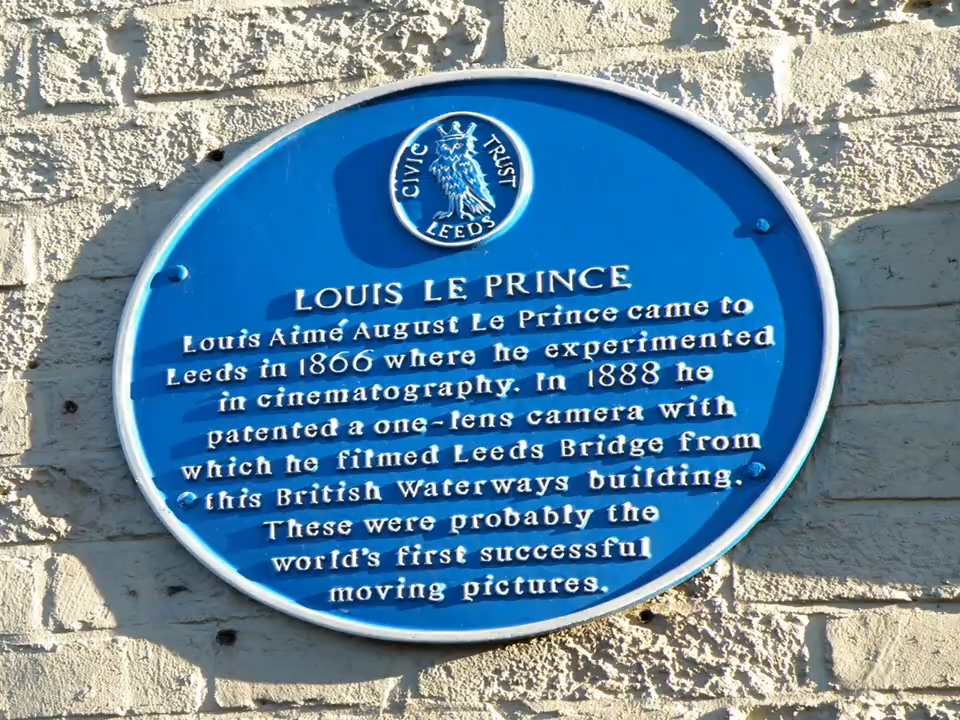 CIVIC TRUST
LEEDS
LOUIS LE PRINCE
Louis Aimé August Le Prince came to
Leeds in 1866 where he experimented
in cinematography. In 1888 he
patented a one-lens camera with
which he filmed Leeds Bridge from
this British Waterways building.
These were probably the
world's first successful
moving pictures.